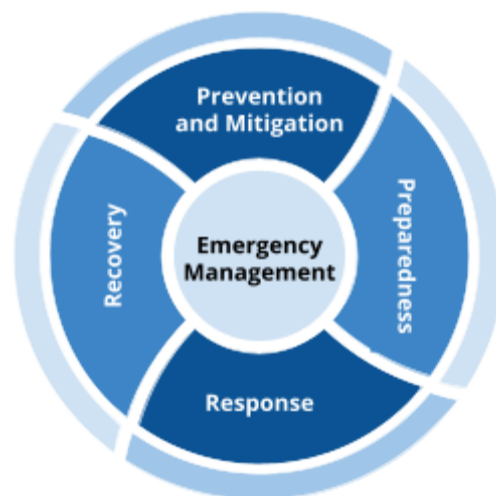 Prevention
and Mitigation
Preparedness
Emergency
Management
Recovery
Response